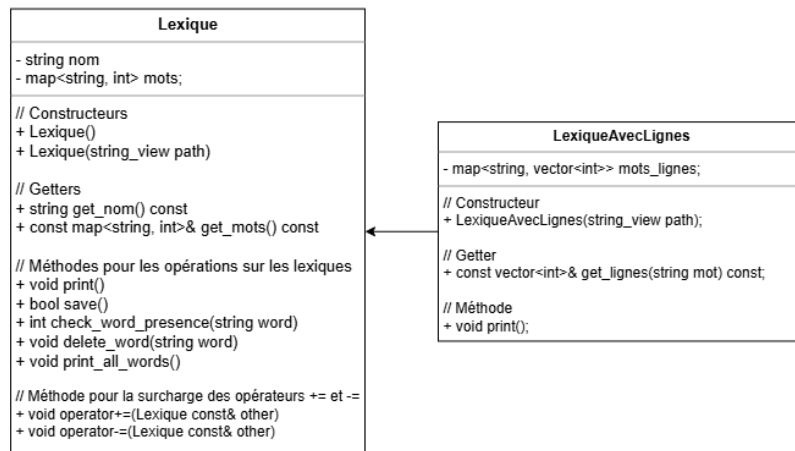 Lexique
- string nom
- map<string, int> mots;
// Constructeurs
+ Lexique()
+ Lexique(string_view path)
// Getters
+ string get_nom() const
+ const map<string, int>& get_mots() const
// Méthodes pour les opérations sur les lexiques
+ void print()
+ bool save()
+ int check_word_presence(string word)
+ void delete_word(string word)
+ void print_all_words()
// Méthode pour la surcharge des opérateurs += et -=
+ void operator+=(Lexique const& other)
+ void operator-=(Lexique const& other)
LexiqueAvecLignes
- map<string, vector<int>> mots_lignes;
// Constructeur
+ LexiqueAvecLignes(string_view path);
// Getter
+ const vector<int>& get_lignes(string mot) const;
// Méthode
+ void print();